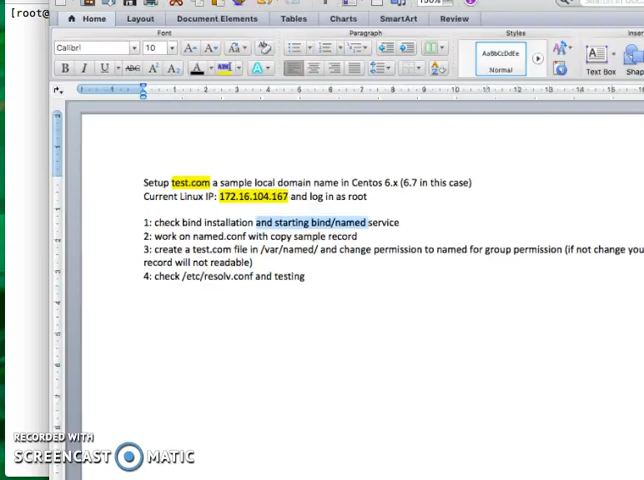 [root@
Home Layout Document Elements Tables Charts SmartArt Review
Font Paragraph Styles
Calibri 10
B I U ABC A² A₂ A ABC A
AaBbCcDdEe
Normal
Text Box
Setup test.com a sample local domain name in Centos 6.x (6.7 in this case)
Current Linux IP: 172.16.104.167 and log in as root
1: check bind installation and starting bind/named service
2: work on named.conf with copy sample record
3: create a test.com file in /var/named/ and change permission to named for group permission (if not change you
record will not readable)
4: check /etc/resolv.conf and testing
RECORDED WITH
SCREENCAST MATIC